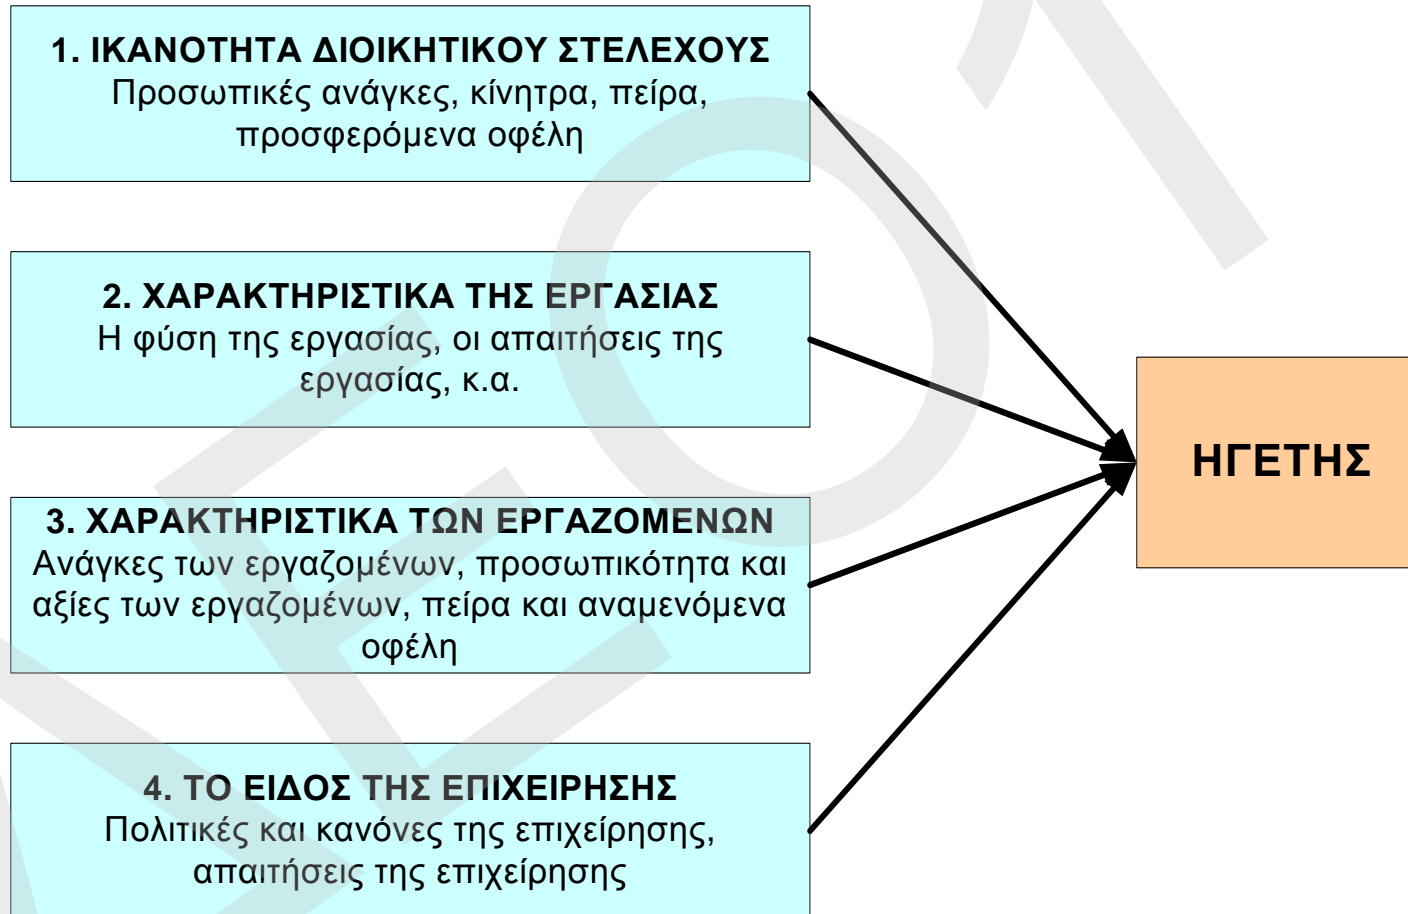 1. ΙΚΑΝΟΤΗΤΑ ΔΙΟΙΚΗΤΙΚΟΥ ΣΤΕΛΕΧΟΥΣ
Προσωπικές ανάγκες, κίνητρα, πείρα,
προσφερόμενα οφέλη
2. ΧΑΡΑΚΤΗΡΙΣΤΙΚΑ ΤΗΣ ΕΡΓΑΣΙΑΣ
Η φύση της εργασίας, οι απαιτήσεις της
εργασίας, κ.α.
3. ΧΑΡΑΚΤΗΡΙΣΤΙΚΑ ΤΩΝ ΕΡΓΑΖΟΜΕΝΩΝ
Ανάγκες των εργαζομένων, προσωπικότητα και
αξίες των εργαζομένων, πείρα και αναμενόμενα
οφέλη
4. ΤΟ ΕΙΔΟΣ ΤΗΣ ΕΠΙΧΕΙΡΗΣΗΣ
Πολιτικές και κανόνες της επιχείρησης,
απαιτήσεις της επιχείρησης
ΗΓΕΤΗΣ